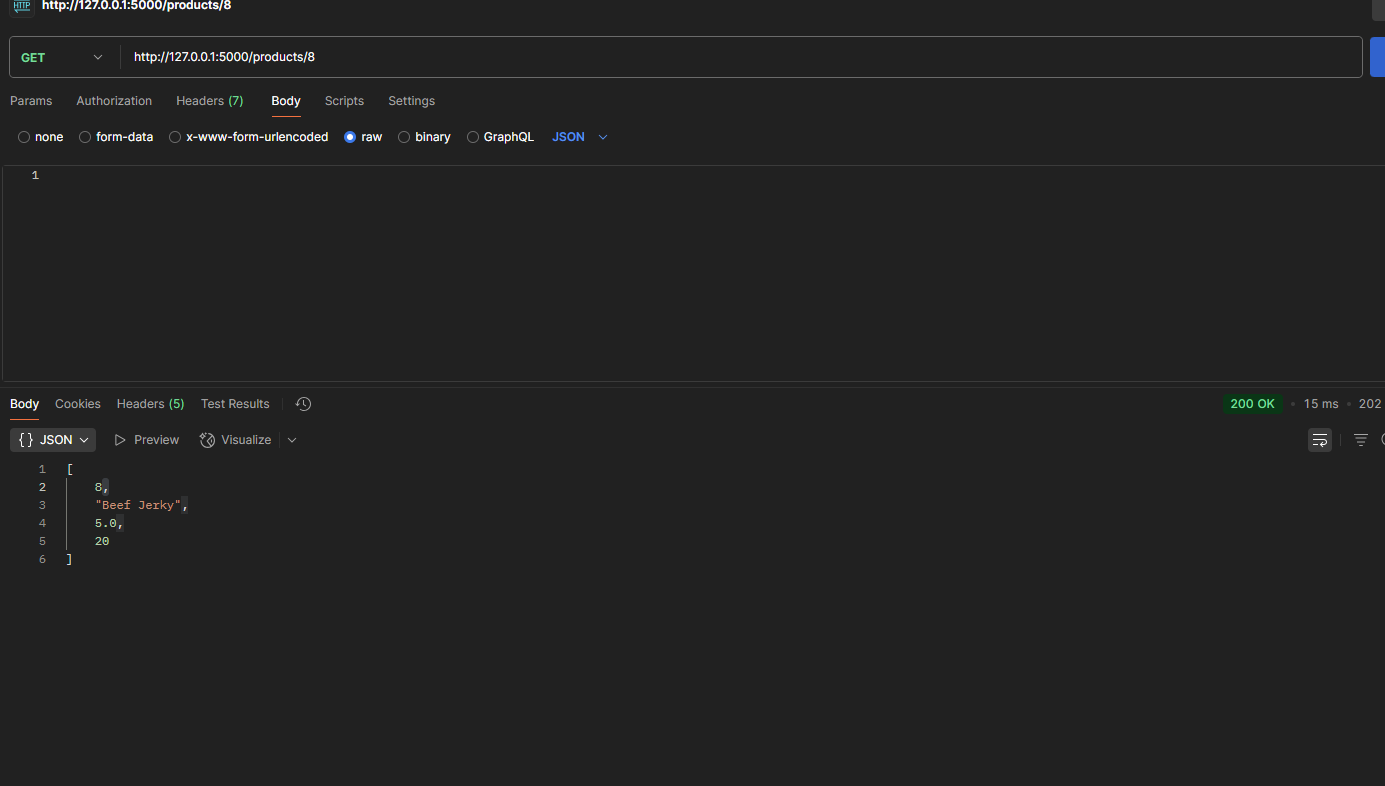 HTTP http://127.0.0.1:5000/products/8
GET http://127.0.0.1:5000/products/8
Params Authorization Headers (7) Body Scripts Settings
none form-data x-www-form-urlencoded raw binary GraphQL JSON
1
Body Cookies Headers (5) Test Results 200 OK • 15 ms • 202
{} JSON Preview Visualize
1 [
2 8,
3 "Beef Jerky",
4 5.0,
5 20
6 ]